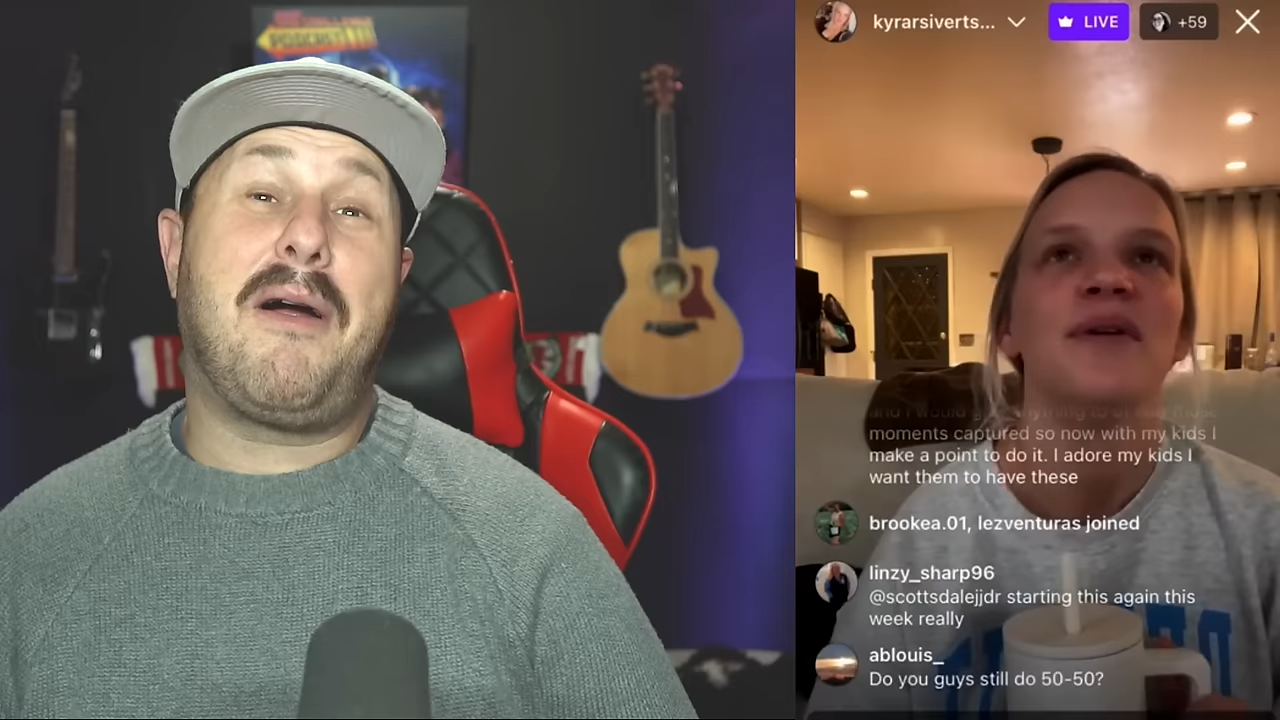 PODCAST
kyrarsiverts...
LIVE
+59
moments captured so now with my kids I
make a point to do it. I adore my kids I
want them to have these
brookea.01, lezventuras joined
linzy_sharp96
@scottsdalejjdr starting this again this
week really
ablouis_
Do you guys still do 50-50?